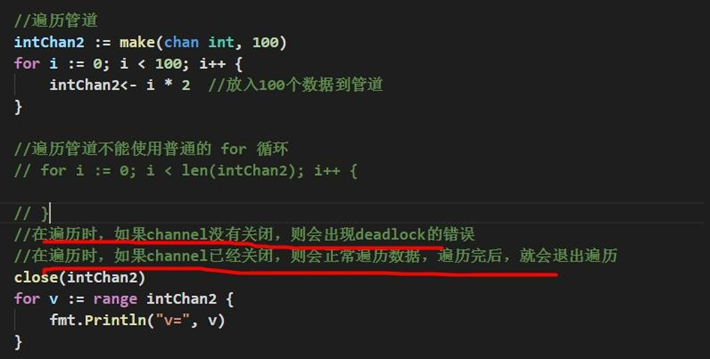 //遍历管道
intChan2 := make(chan int, 100)
for i := 0; i < 100; i++ {
intChan2<- i * 2 //放入100个数据到管道
}
//遍历管道不能使用普通的 for 循环
// for i := 0; i < len(intChan2); i++ {
// }
//在遍历时，如果channel没有关闭，则会出现deadlock的错误
//在遍历时，如果channel已经关闭，则会正常遍历数据，遍历完后，就会退出遍历
close(intChan2)
for v := range intChan2 {
fmt.Println("v=", v)
}